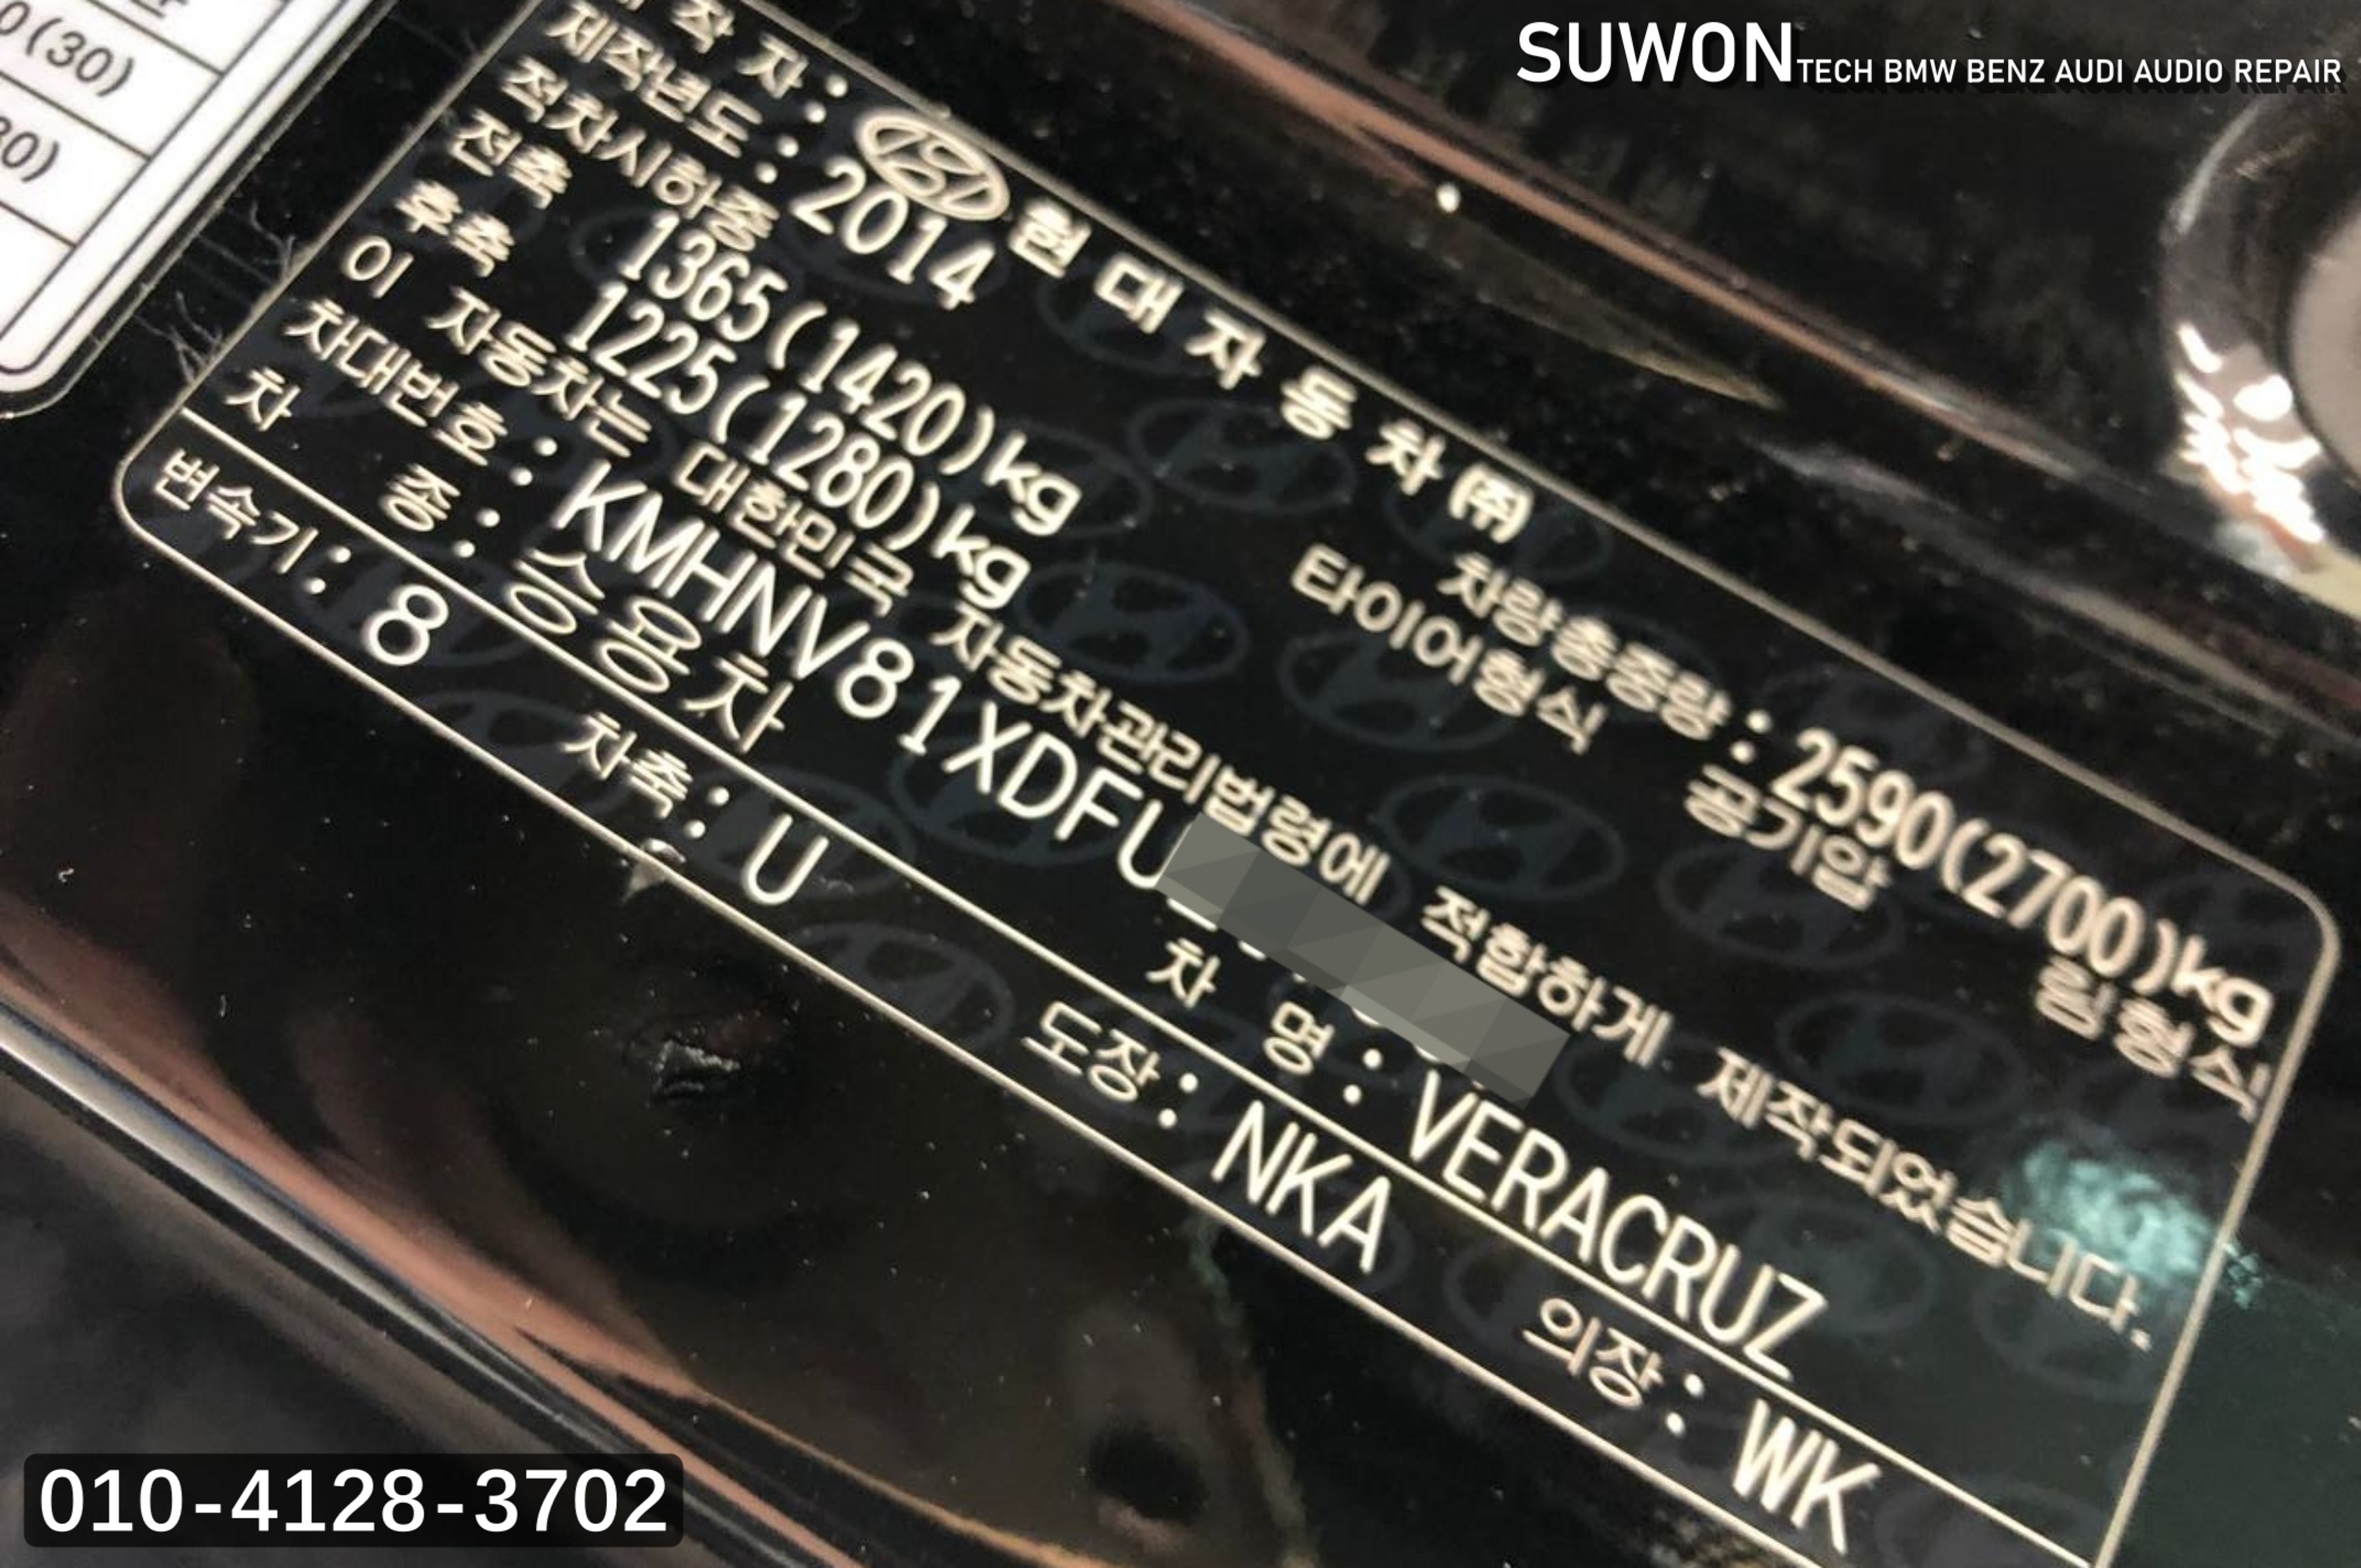 SUWON TECH BMW BENZ AUDI AUDIO REPAIR
0(30)
작 자 : 현 대 자 동 차 ㈜
제작년도 : 2014
차량총중량 : 2590(2700)kg
적차시하중 타이어형식 공기압 림형식
전축 1365(1420)kg
후축 1225(1280)kg
이 자동차는 대한민국 자동차관리법령에 적합하게 제작되었습니다.
차대번호 : KMHNV81XDFU
차 종 : 승용차 차 명 : VERACRUZ
변속기 : 8 차축 : U 도장 : NKA 의장 : WK
010-4128-3702